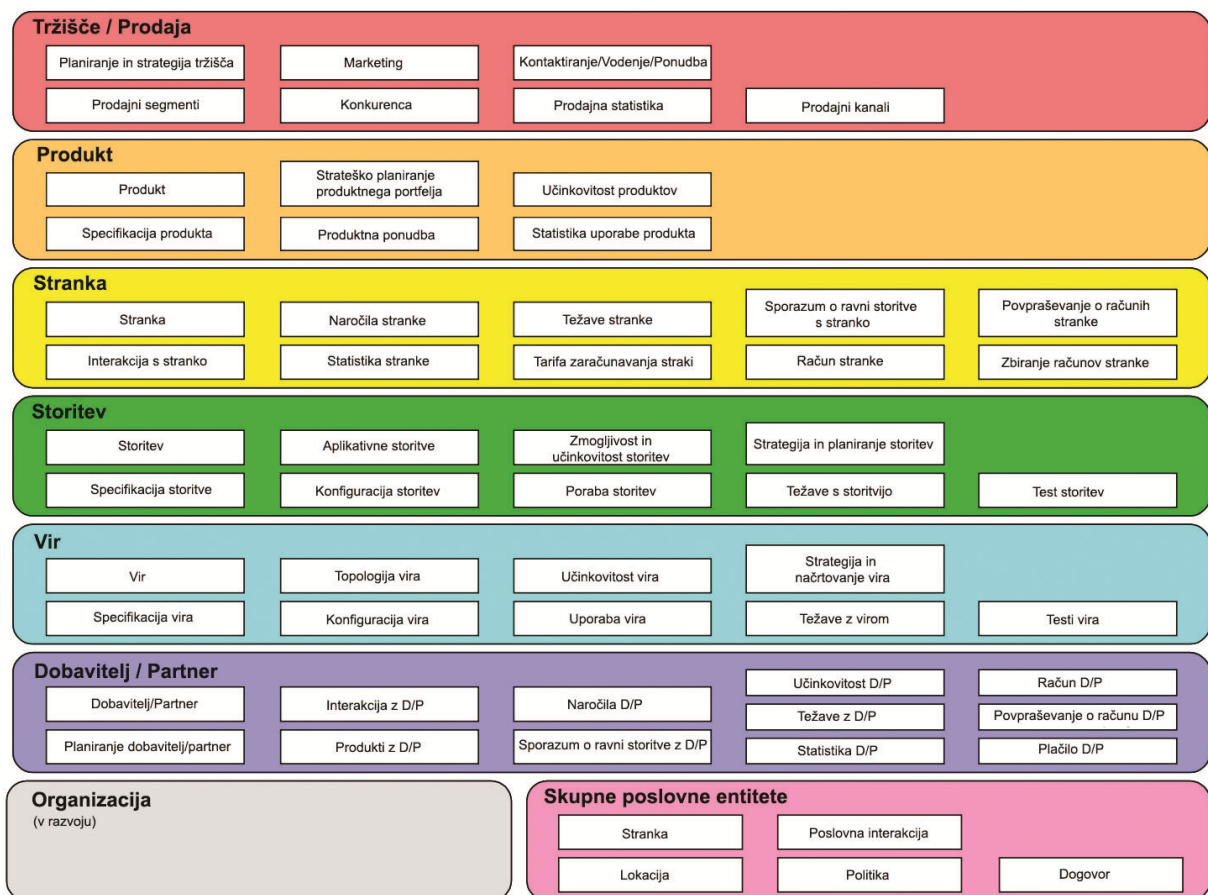 Tržišče / Prodaja
Planiranje in strategija tržišča
Marketing
Kontaktiranje/Vodenje/Ponudba
Prodajni segmenti
Konkurenca
Prodajna statistika
Prodajni kanali
Produkt
Produkt
Strateško planiranje
produktnega portfelja
Učinkovitost produktov
Specifikacija produkta
Produktna ponudba
Statistika uporabe produkta
Stranka
Stranka
Naročila stranke
Težave stranke
Sporazum o ravni storitve
s stranko
Povpraševanje o računih
stranke
Interakcija s stranko
Statistika stranke
Tarifa zaračunavanja straki
Račun stranke
Zbiranje računov stranke
Storitev
Storitev
Aplikativne storitve
Zmogljivost in
učinkovitost storitev
Strategija in planiranje storitev
Specifikacija storitve
Konfiguracija storitev
Poraba storitev
Težave s storitvijo
Test storitev
Vir
Vir
Topologija vira
Učinkovitost vira
Strategija in
načrtovanje vira
Specifikacija vira
Konfiguracija vira
Uporaba vira
Težave z virom
Testi vira
Dobavitelj / Partner
Dobavitelj/Partner
Interakcija z D/P
Naročila D/P
Učinkovitost D/P
Račun D/P
Težave z D/P
Povpraševanje o računu D/P
Planiranje dobavitelj/partner
Produkti z D/P
Sporazum o ravni storitve z D/P
Statistika D/P
Plačilo D/P
Organizacija
(v razvoju)
Skupne poslovne entitete
Stranka
Poslovna interakcija
Lokacija
Politika
Dogovor